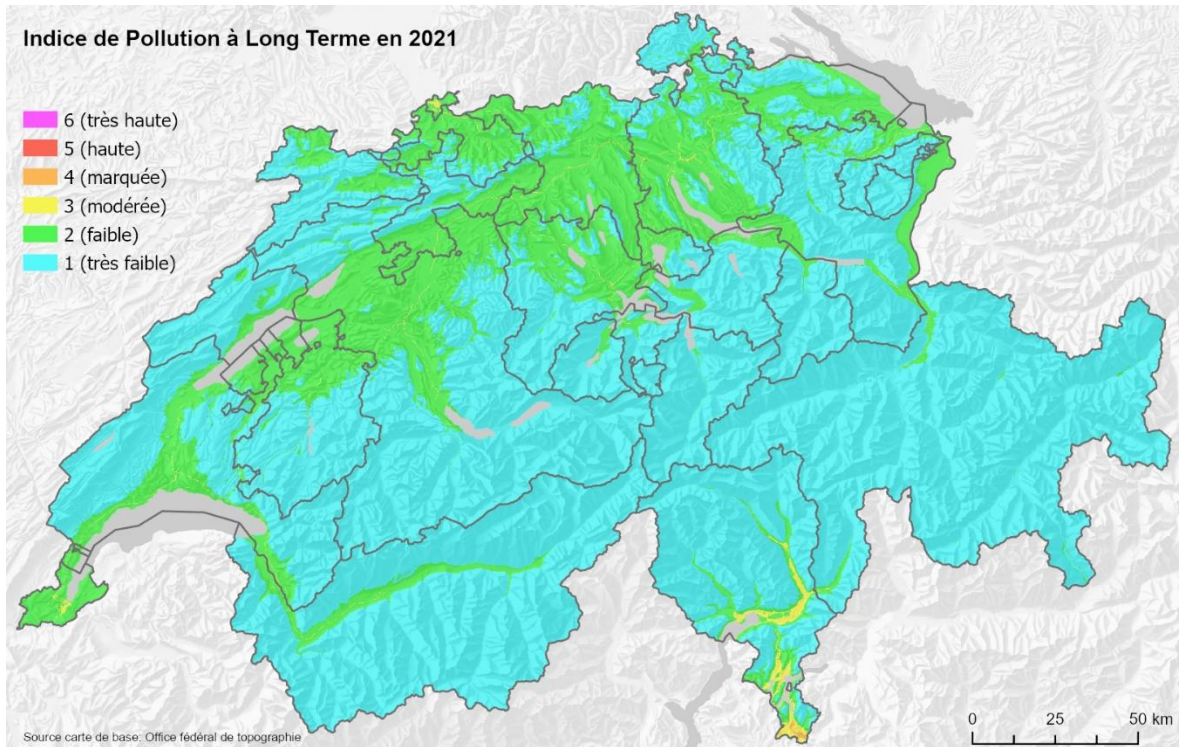 Indice de Pollution à Long Terme en 2021
6 (très haute)
5 (haute)
4 (marquée)
3 (modérée)
2 (faible)
1 (très faible)
Source carte de base: Office fédéral de topographie
0 25 50 km